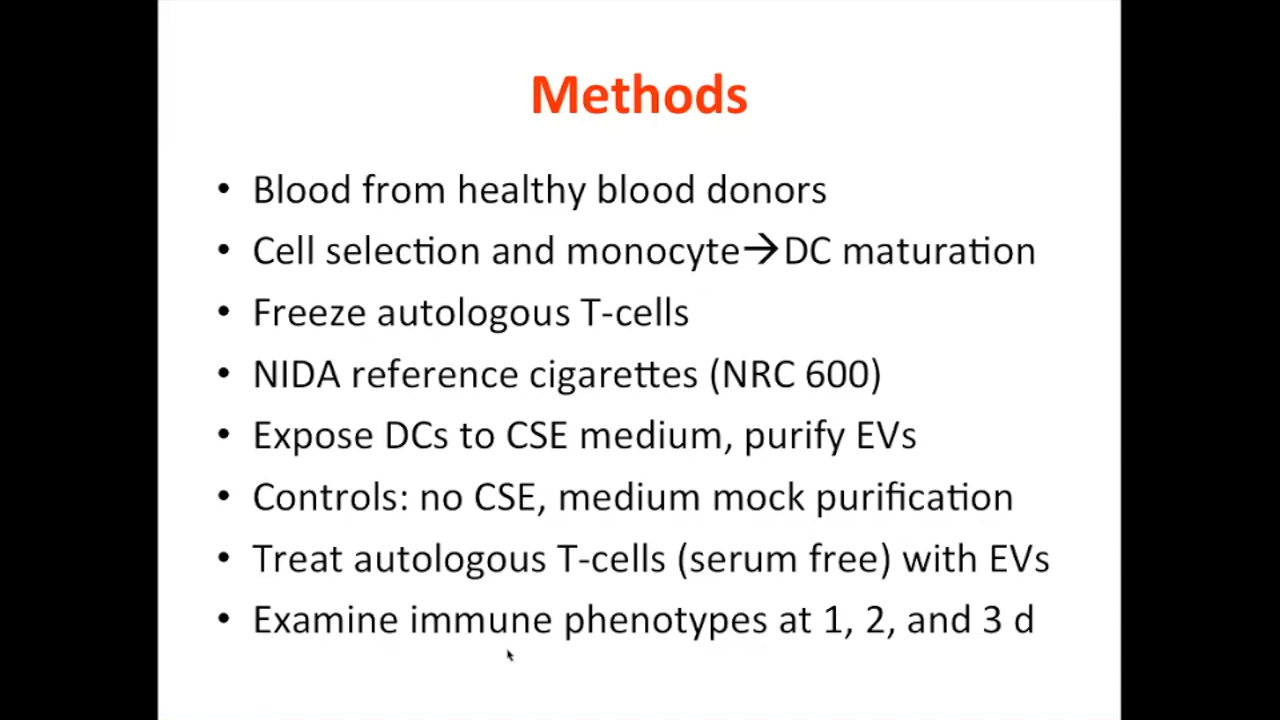 Methods
• Blood from healthy blood donors
• Cell selection and monocyte→DC maturation
• Freeze autologous T-cells
• NIDA reference cigarettes (NRC 600)
• Expose DCs to CSE medium, purify EVs
• Controls: no CSE, medium mock purification
• Treat autologous T-cells (serum free) with EVs
• Examine immune phenotypes at 1, 2, and 3 d